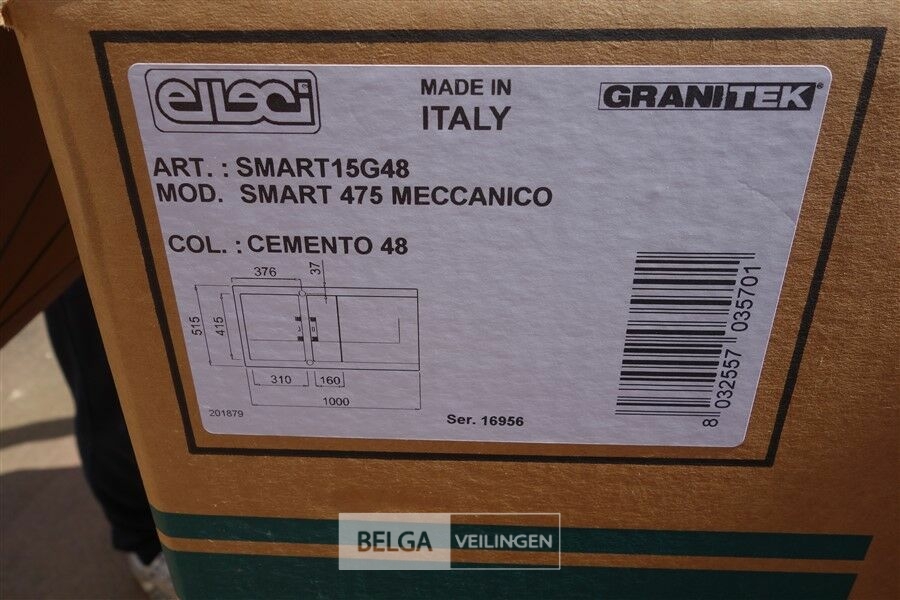 elleci®
MADE IN
ITALY
GRANITEK®
ART. : SMART15G48
MOD. SMART 475 MECCANICO
COL. : CEMENTO 48
376
37
515
415
310
160
1000
201879
Ser. 16956
8 032557 035701
BELGA VEILINGEN